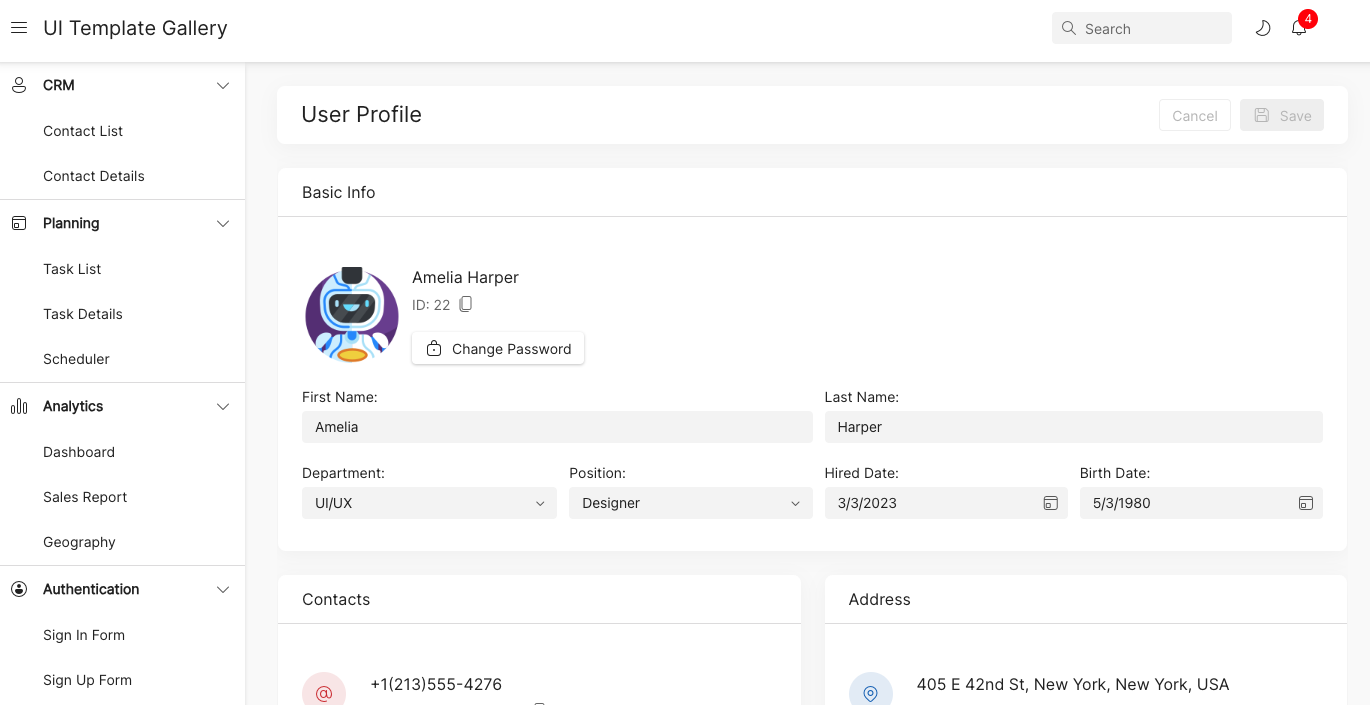 UI Template Gallery
Search
4
CRM
Contact List
Contact Details
Planning
Task List
Task Details
Scheduler
Analytics
Dashboard
Sales Report
Geography
Authentication
Sign In Form
Sign Up Form
User Profile
Cancel
Save
Basic Info
Amelia Harper
ID: 22
Change Password
First Name:
Amelia
Last Name:
Harper
Department:
UI/UX
Position:
Designer
Hired Date:
3/3/2023
Birth Date:
5/3/1980
Contacts
@
+1(213)555-4276
Address
405 E 42nd St, New York, New York, USA